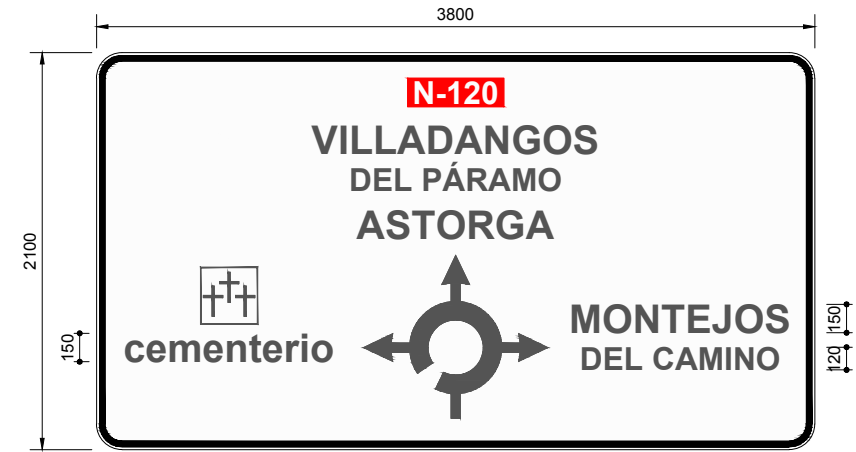 3800
N-120
VILLADANGOS
DEL PÁRAMO
ASTORGA
2100
150
cementerio
MONTEJOS
DEL CAMINO
150
120